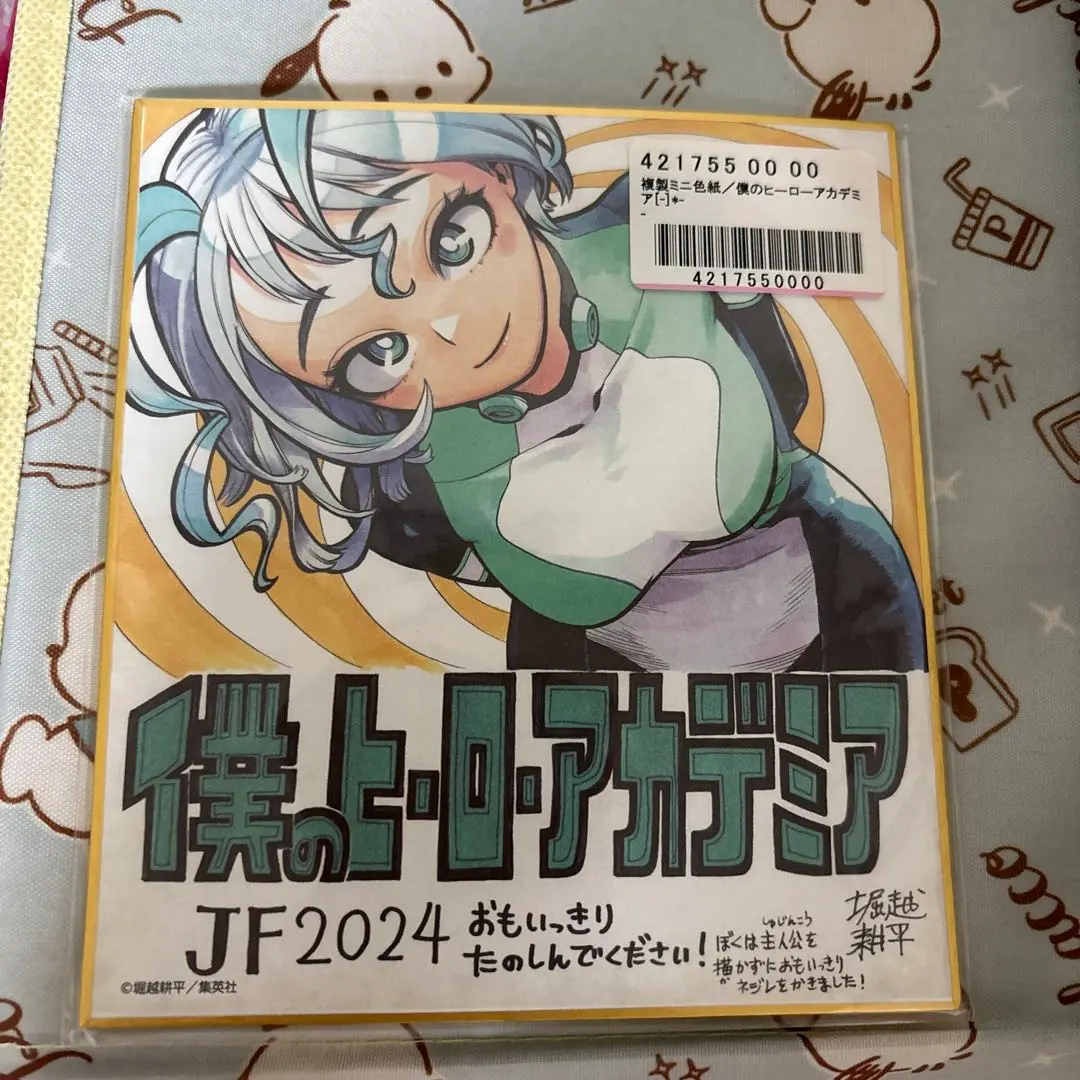 421755 00 00
複製ミニ色紙／僕のヒーローアカデミ
ア[-]*-
-
4217550000
僕のヒーローアカデミア
JF2024
おもいっきり
たのしんでください!
しゅじんこう
ぼくは主人公を
描かずにおもいっきり
か
ネジレをかきました!
堀越
耕平
©堀越耕平／集英社
P
acco